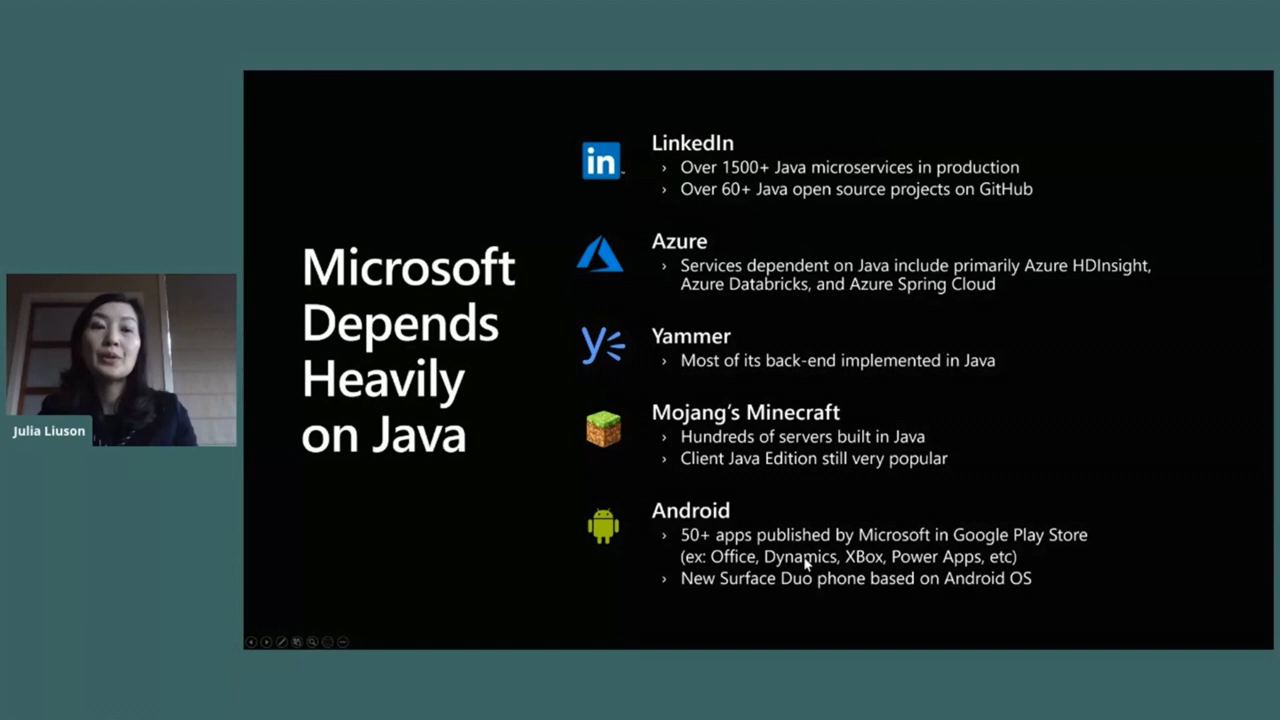 Microsoft
Depends
Heavily
on Java
in
LinkedIn
› Over 1500+ Java microservices in production
› Over 60+ Java open source projects on GitHub
Azure
› Services dependent on Java include primarily Azure HDInsight,
Azure Databricks, and Azure Spring Cloud
Yammer
› Most of its back-end implemented in Java
Mojang’s Minecraft
› Hundreds of servers built in Java
› Client Java Edition still very popular
Android
› 50+ apps published by Microsoft in Google Play Store
(ex: Office, Dynamics, XBox, Power Apps, etc)
› New Surface Duo phone based on Android OS
Julia Liuson